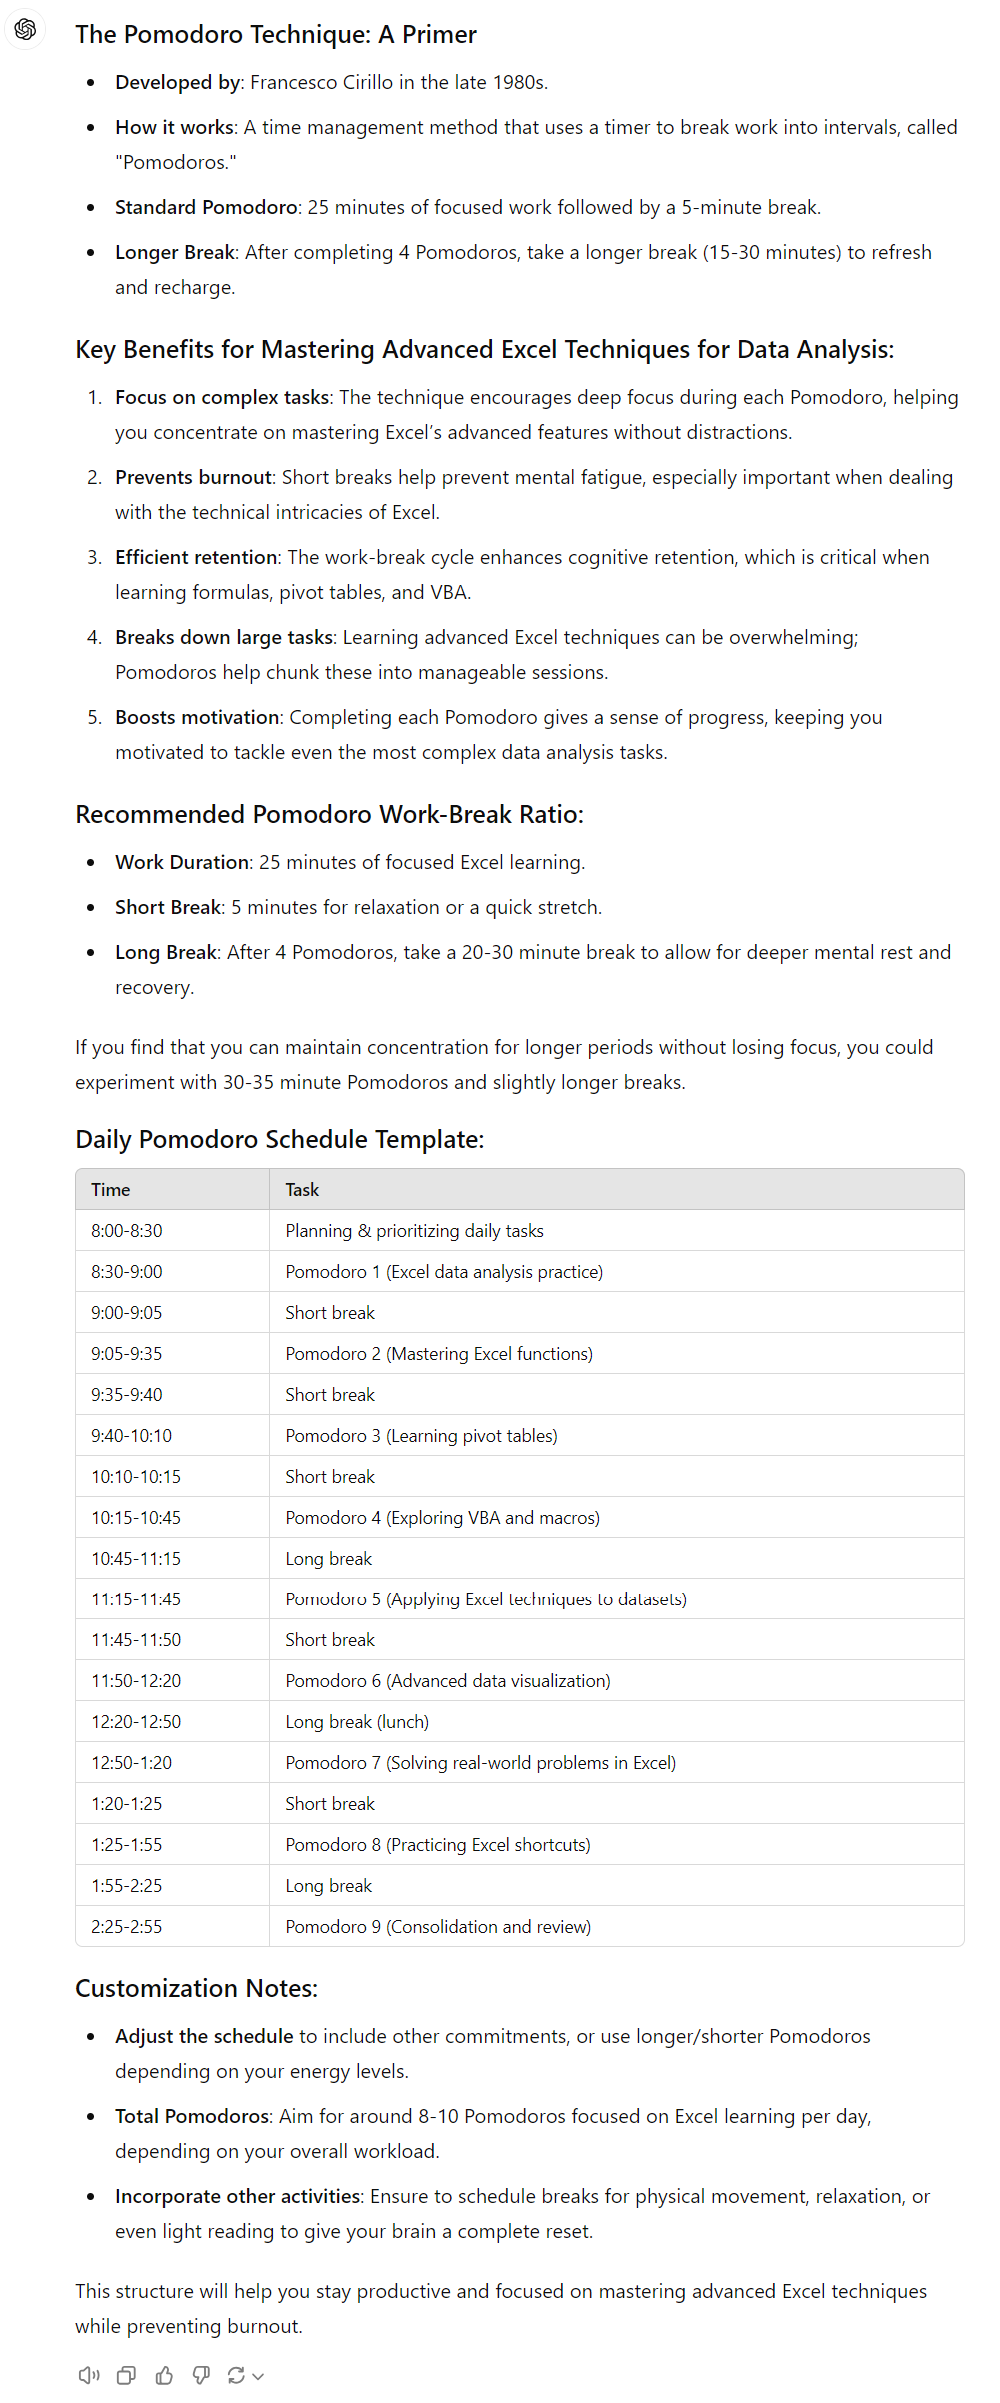 The Pomodoro Technique: A Primer
• Developed by: Francesco Cirillo in the late 1980s.
• How it works: A time management method that uses a timer to break work into intervals, called
"Pomodoros."
• Standard Pomodoro: 25 minutes of focused work followed by a 5-minute break.
• Longer Break: After completing 4 Pomodoros, take a longer break (15-30 minutes) to refresh
and recharge.
Key Benefits for Mastering Advanced Excel Techniques for Data Analysis:
1. Focus on complex tasks: The technique encourages deep focus during each Pomodoro, helping
you concentrate on mastering Excel’s advanced features without distractions.
2. Prevents burnout: Short breaks help prevent mental fatigue, especially important when dealing
with the technical intricacies of Excel.
3. Efficient retention: The work-break cycle enhances cognitive retention, which is critical when
learning formulas, pivot tables, and VBA.
4. Breaks down large tasks: Learning advanced Excel techniques can be overwhelming;
Pomodoros help chunk these into manageable sessions.
5. Boosts motivation: Completing each Pomodoro gives a sense of progress, keeping you
motivated to tackle even the most complex data analysis tasks.
Recommended Pomodoro Work-Break Ratio:
• Work Duration: 25 minutes of focused Excel learning.
• Short Break: 5 minutes for relaxation or a quick stretch.
• Long Break: After 4 Pomodoros, take a 20-30 minute break to allow for deeper mental rest and
recovery.
If you find that you can maintain concentration for longer periods without losing focus, you could
experiment with 30-35 minute Pomodoros and slightly longer breaks.
Daily Pomodoro Schedule Template:
Time Task
8:00-8:30 Planning & prioritizing daily tasks
8:30-9:00 Pomodoro 1 (Excel data analysis practice)
9:00-9:05 Short break
9:05-9:35 Pomodoro 2 (Mastering Excel functions)
9:35-9:40 Short break
9:40-10:10 Pomodoro 3 (Learning pivot tables)
10:10-10:15 Short break
10:15-10:45 Pomodoro 4 (Exploring VBA and macros)
10:45-11:15 Long break
11:15-11:45 Pomodoro 5 (Applying Excel techniques to datasets)
11:45-11:50 Short break
11:50-12:20 Pomodoro 6 (Advanced data visualization)
12:20-12:50 Long break (lunch)
12:50-1:20 Pomodoro 7 (Solving real-world problems in Excel)
1:20-1:25 Short break
1:25-1:55 Pomodoro 8 (Practicing Excel shortcuts)
1:55-2:25 Long break
2:25-2:55 Pomodoro 9 (Consolidation and review)
Customization Notes:
• Adjust the schedule to include other commitments, or use longer/shorter Pomodoros
depending on your energy levels.
• Total Pomodoros: Aim for around 8-10 Pomodoros focused on Excel learning per day,
depending on your overall workload.
• Incorporate other activities: Ensure to schedule breaks for physical movement, relaxation, or
even light reading to give your brain a complete reset.
This structure will help you stay productive and focused on mastering advanced Excel techniques
while preventing burnout.